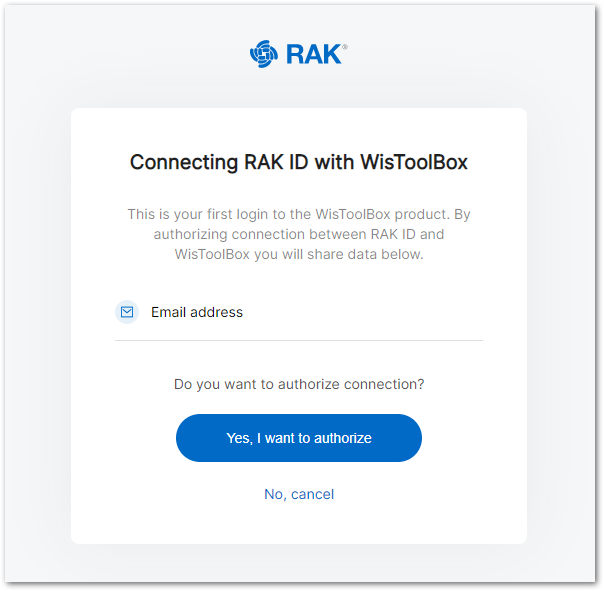 RAK®
Connecting RAK ID with WisToolBox
This is your first login to the WisToolBox product. By
authorizing connection between RAK ID and
WisToolBox you will share data below.
Email address
Do you want to authorize connection?
Yes, I want to authorize
No, cancel